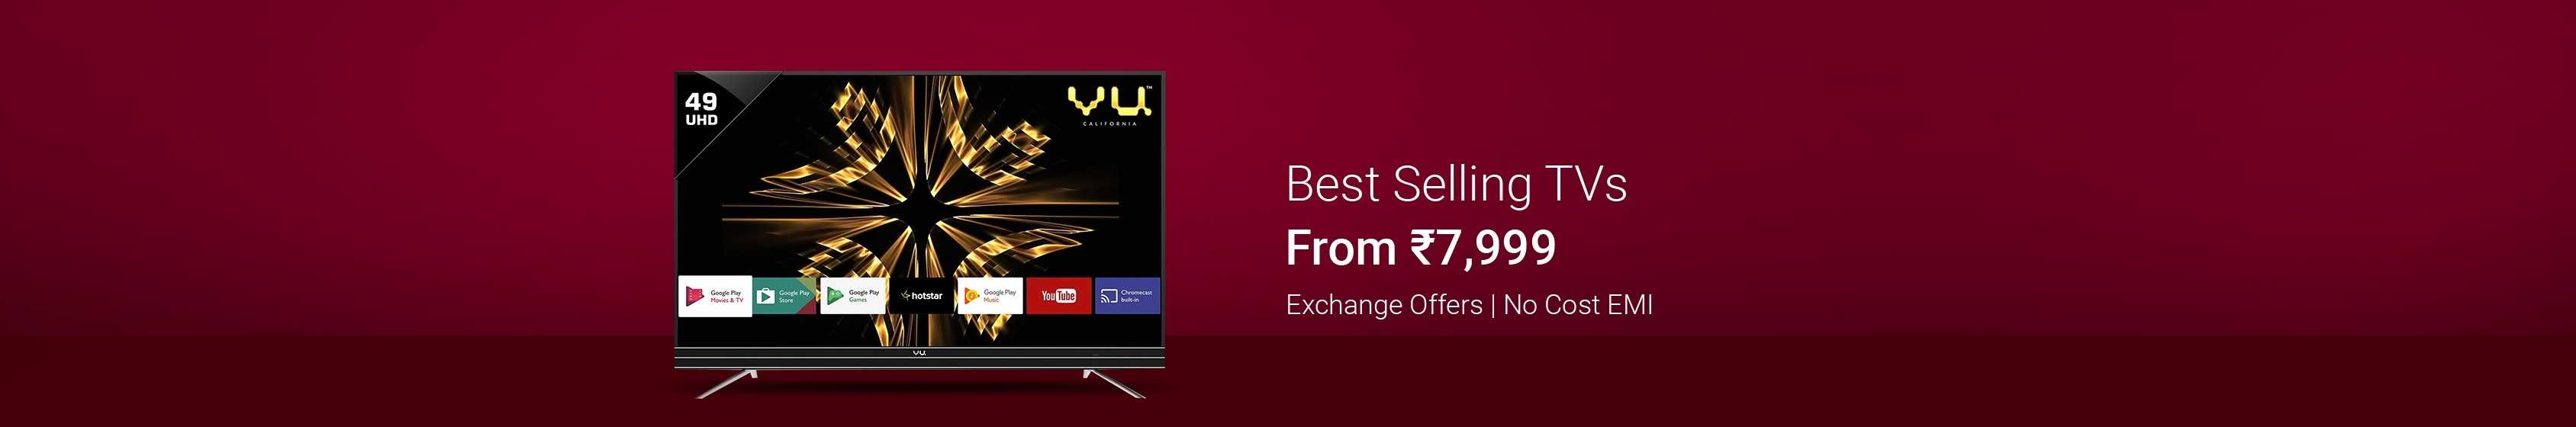 49
UHD
VU
CALIFORNIA
Google Play
Movies & TV
Google Play
Store
Google Play
Games
hotstar
Google Play
Music
YouTube
Chromecast
built-in
VU
Best Selling TVs
From ₹7,999
Exchange Offers | No Cost EMI